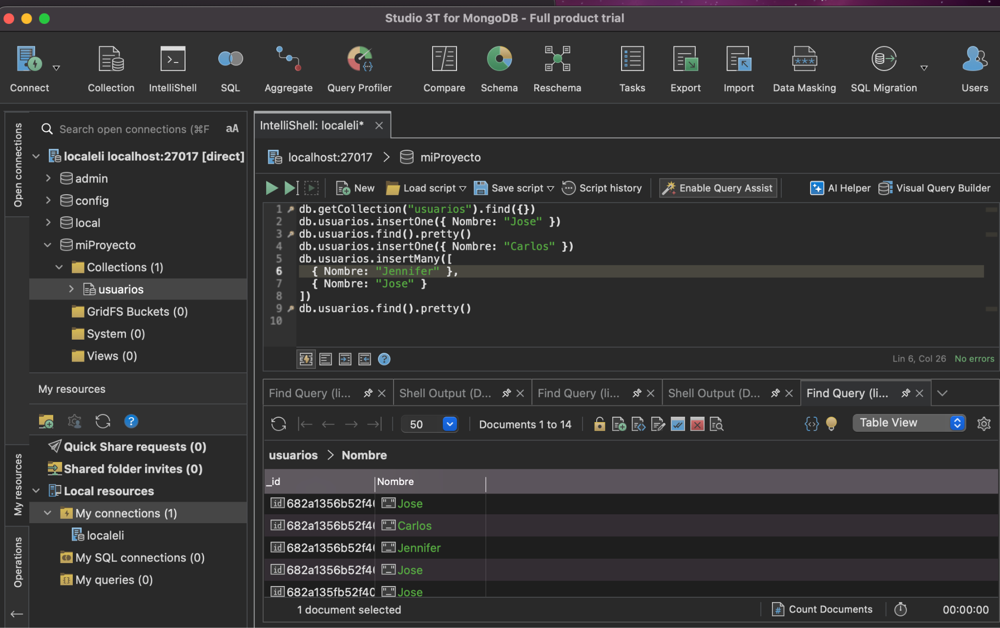 Studio 3T for MongoDB - Full product trial
Connect
Collection
IntelliShell
SQL
Aggregate
Query Profiler
Compare
Schema
Reschema
Tasks
Export
Import
Data Masking
SQL Migration
Users
Open connections
Search open connections (⌘F
aA
localeli localhost:27017 [direct]
admin
config
local
miProyecto
Collections (1)
usuarios
GridFS Buckets (0)
System (0)
Views (0)
My resources
My resources
Quick Share requests (0)
Shared folder invites (0)
Local resources
My connections (1)
localeli
My SQL connections (0)
My queries (0)
Operations
IntelliShell: localeli*
localhost:27017 > miProyecto
New
Load script
Save script
Script history
Enable Query Assist
AI Helper
Visual Query Builder
1 db.getCollection("usuarios").find({})
2 db.usuarios.insertOne({ Nombre: "Jose" })
3 db.usuarios.find().pretty()
4 db.usuarios.insertOne({ Nombre: "Carlos" })
5 db.usuarios.insertMany([
6 { Nombre: "Jennifer" },
7 { Nombre: "Jose" }
8 ])
9 db.usuarios.find().pretty()
10
Lin 6, Col 26 No errors
Find Query (li...
Shell Output (D...
Find Query (li...
Shell Output (D...
Find Query (li...
50
Documents 1 to 14
Table View
usuarios > Nombre
_id Nombre
682a1356b52f40 Jose
682a1356b52f40 Carlos
682a1356b52f40 Jennifer
682a1356b52f40 Jose
682a135fb52f40 Jose
1 document selected
Count Documents
00:00:00